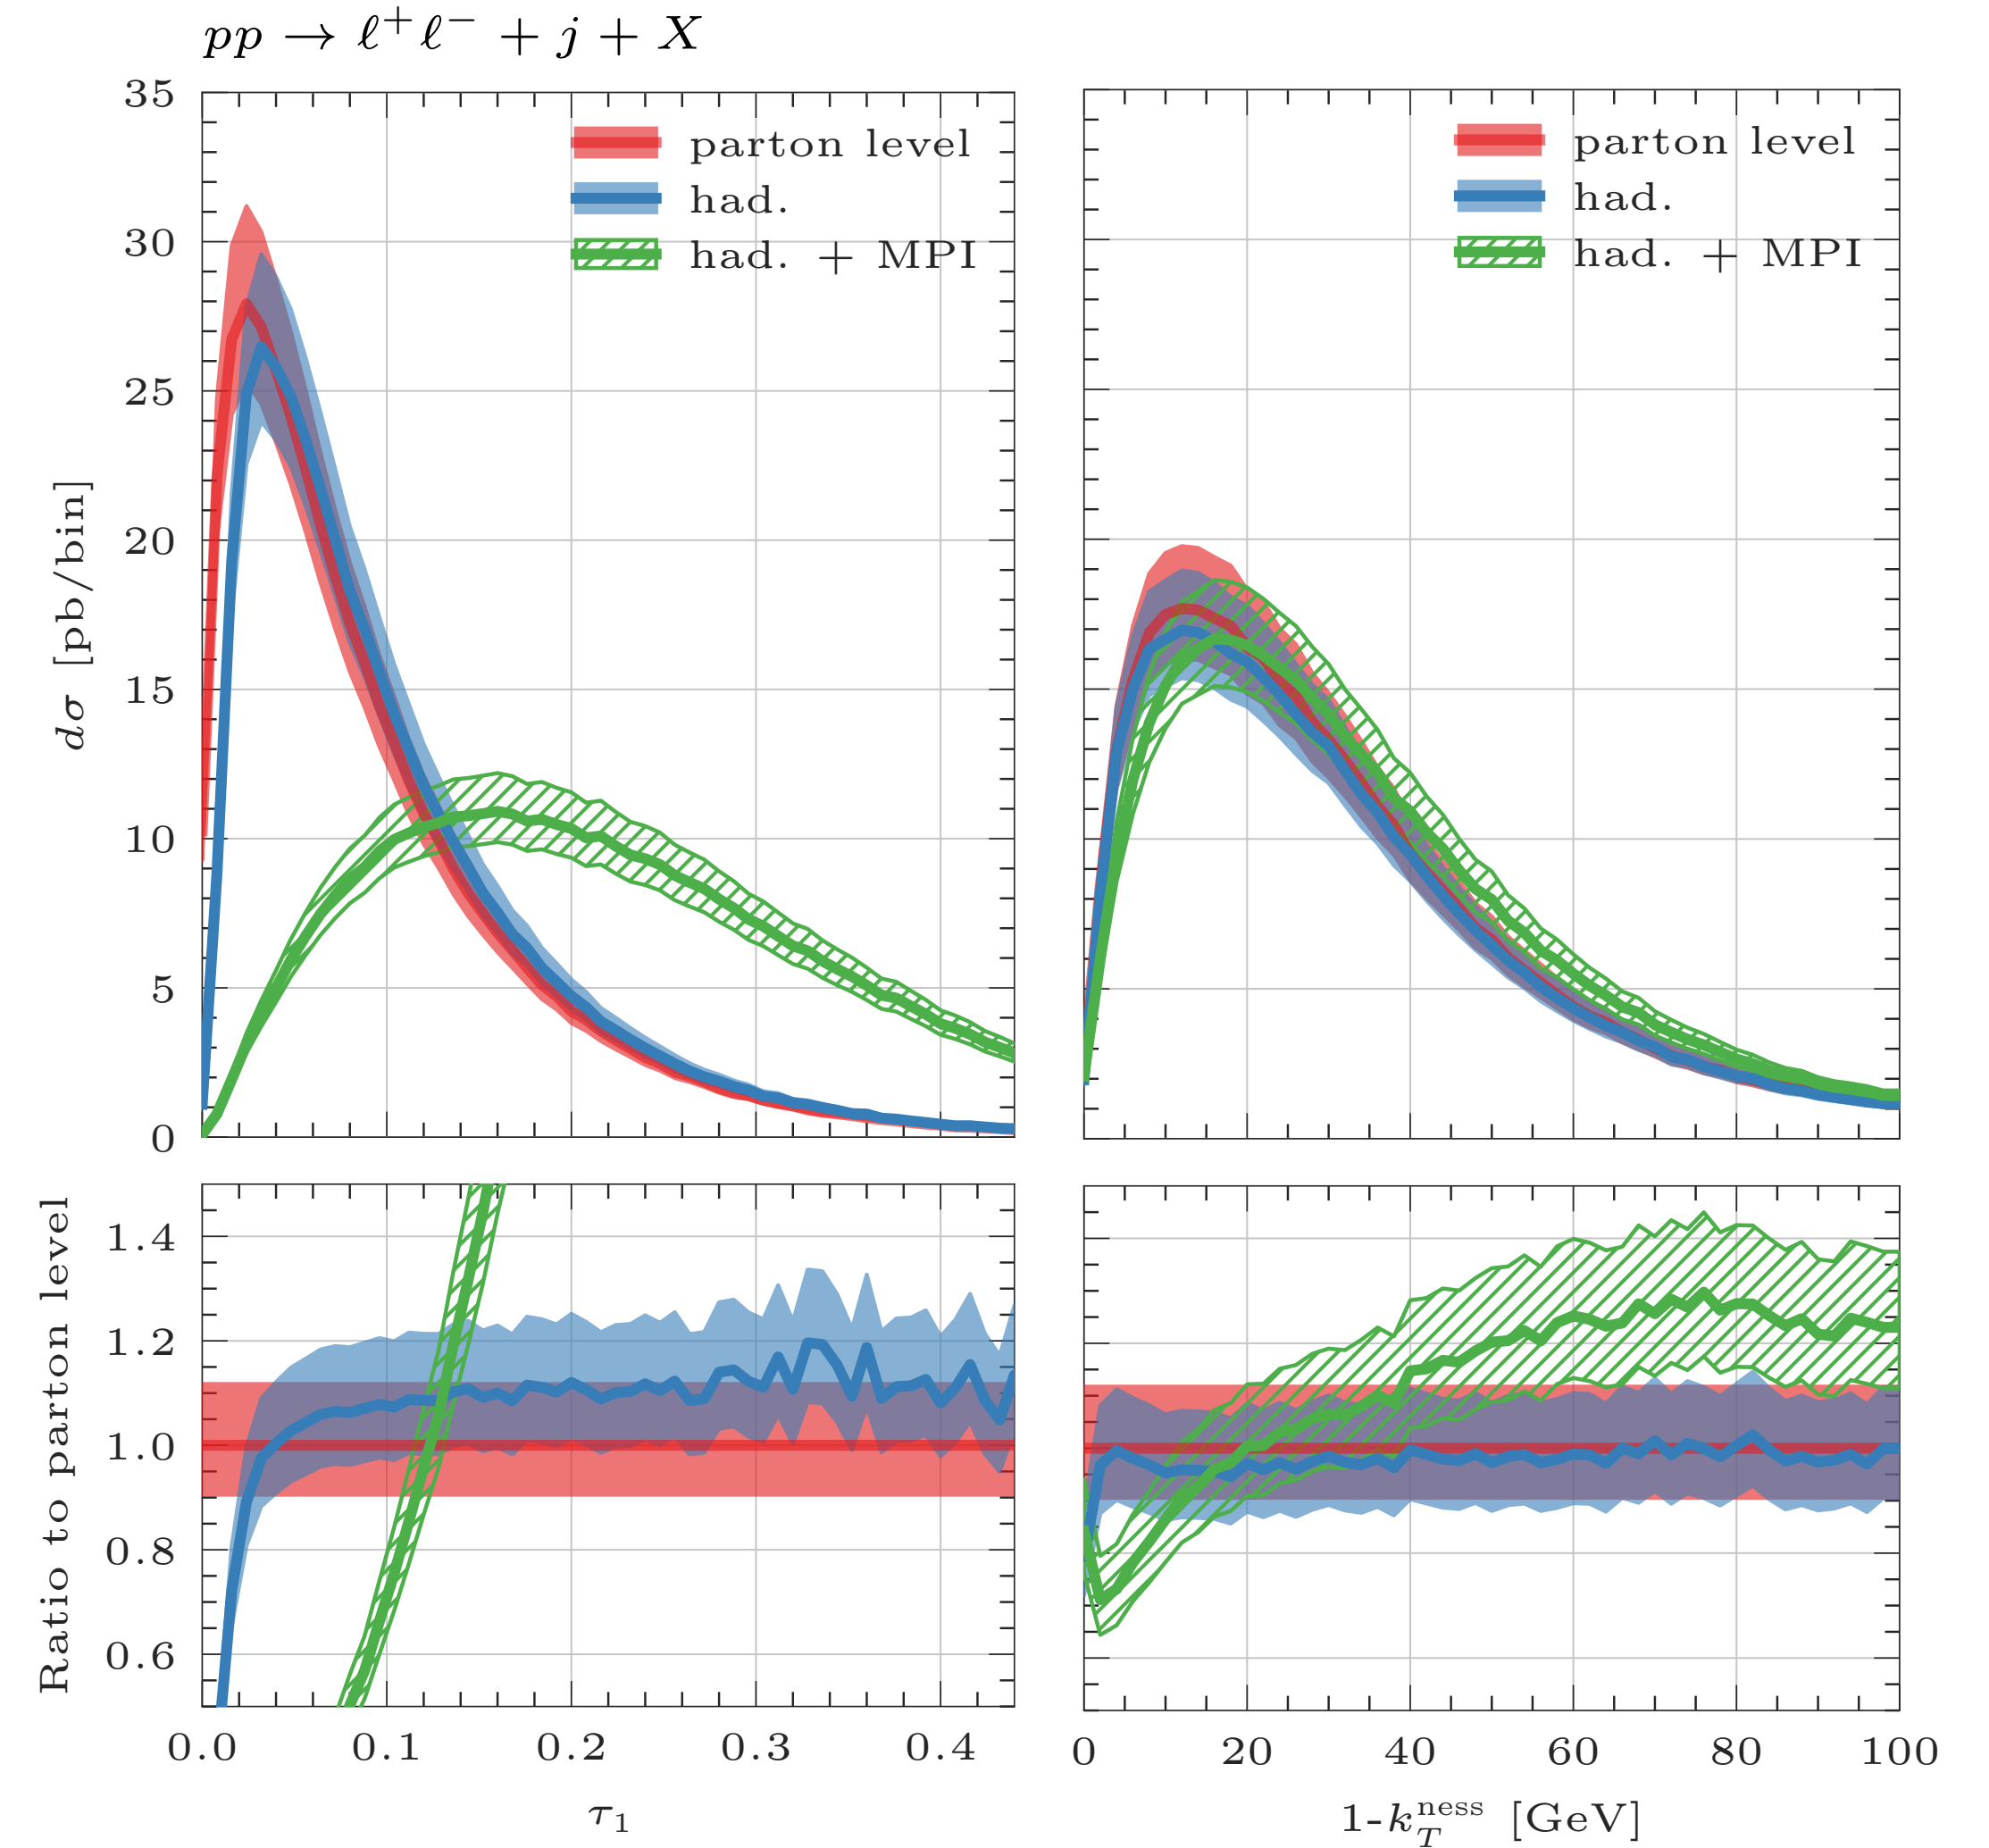 pp → ℓ⁺ℓ⁻ + j + X
35
30
25
20
15
10
5
0
dσ [pb/bin]
parton level
had.
had. + MPI
parton level
had.
had. + MPI
Ratio to parton level
1.4
1.2
1.0
0.8
0.6
0.0 0.1 0.2 0.3 0.4
τ₁
0 20 40 60 80 100
1-k_T^ness [GeV]